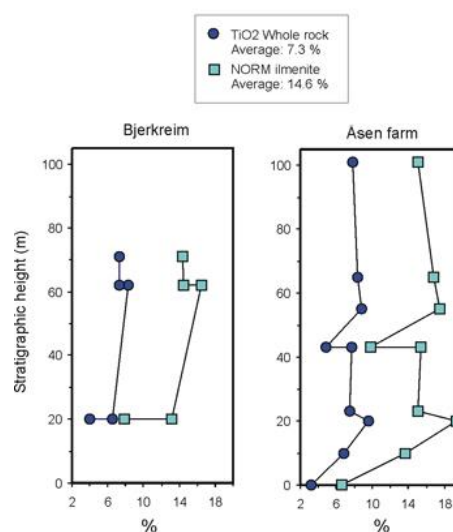 TiO2 Whole rock
Average: 7.3 %
NORM ilmenite
Average: 14.6 %
Bjerkreim
Åsen farm
Stratigraphic height (m)
100
80
60
40
20
0
2 6 10 14 18
%
100
80
60
40
20
0
2 6 10 14 18
%